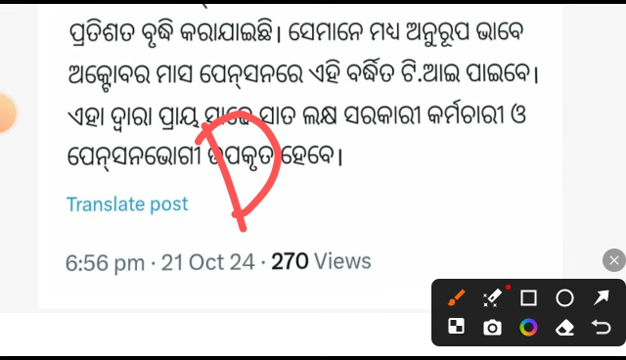 ପ୍ରତିଶତ ବୃଦ୍ଧି କରାଯାଇଛି। ସେମାନେ ମଧ୍ୟ ଅନୁରୂପ ଭାବେ
ଅକ୍ଟୋବର ମାସ ପେନ୍‌ସନରେ ଏହି ବର୍ଦ୍ଧିତ ଟି.ଆଇ ପାଇବେ।
ଏହା ଦ୍ୱାରା ପ୍ରାୟ ସାଢେ ସାତ ଲକ୍ଷ ସରକାରୀ କର୍ମଚାରୀ ଓ
ପେନ୍‌ସନଭୋଗୀ ଉପକୃତ ହେବେ।
Translate post
6:56 pm · 21 Oct 24 · 270 Views